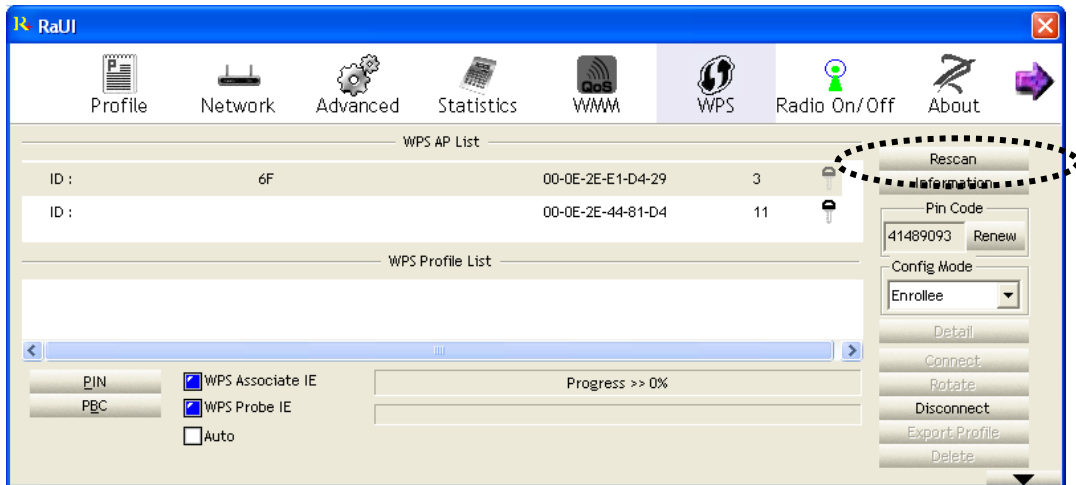 RaUI
Profile Network Advanced Statistics QoS WMM WPS Radio On/Off About
WPS AP List
ID : 6F 00-0E-2E-E1-D4-29 3
ID : 00-0E-2E-44-81-D4 11
WPS Profile List
Rescan
Information
Pin Code
41489093 Renew
Config Mode
Enrollee
Detail
Connect
Rotate
Disconnect
Export Profile
Delete
PIN
PBC
WPS Associate IE
WPS Probe IE
Auto
Progress >> 0%